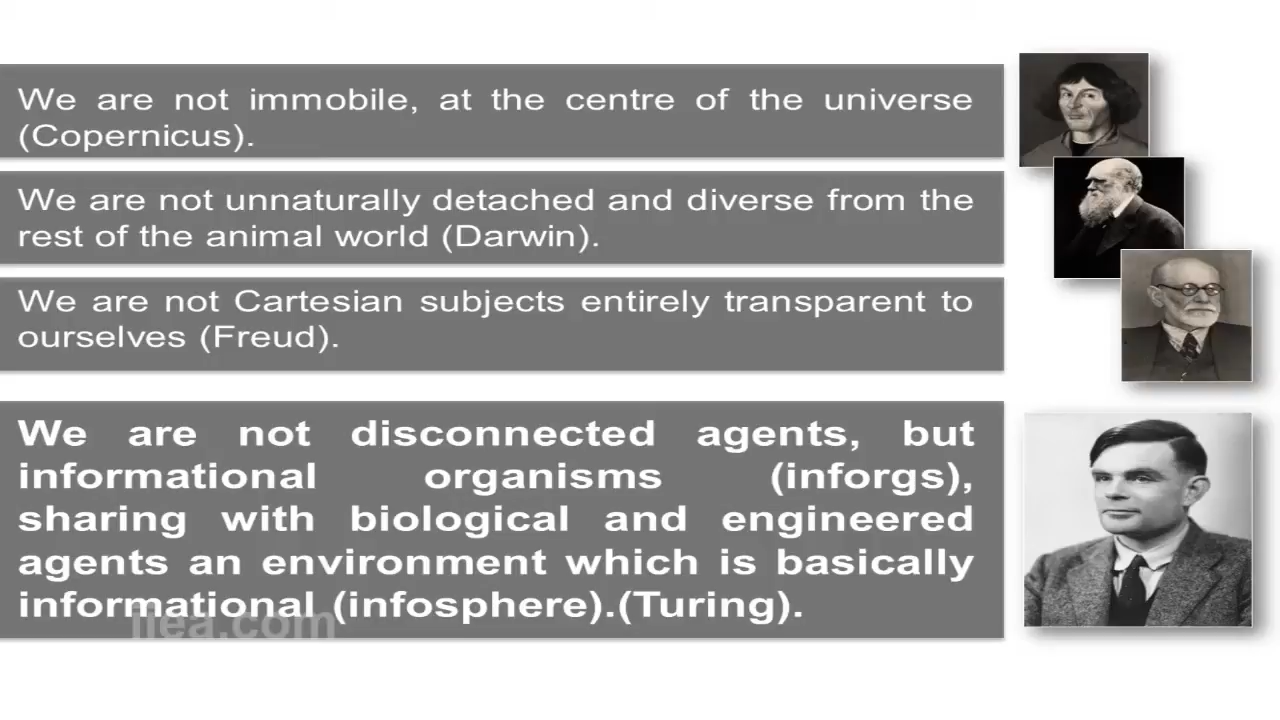 We are not immobile, at the centre of the universe
(Copernicus).
We are not unnaturally detached and diverse from the
rest of the animal world (Darwin).
We are not Cartesian subjects entirely transparent to
ourselves (Freud).
We are not disconnected agents, but
informational organisms (inforgs),
sharing with biological and engineered
agents an environment which is basically
informational (infosphere).(Turing).
iiea.com